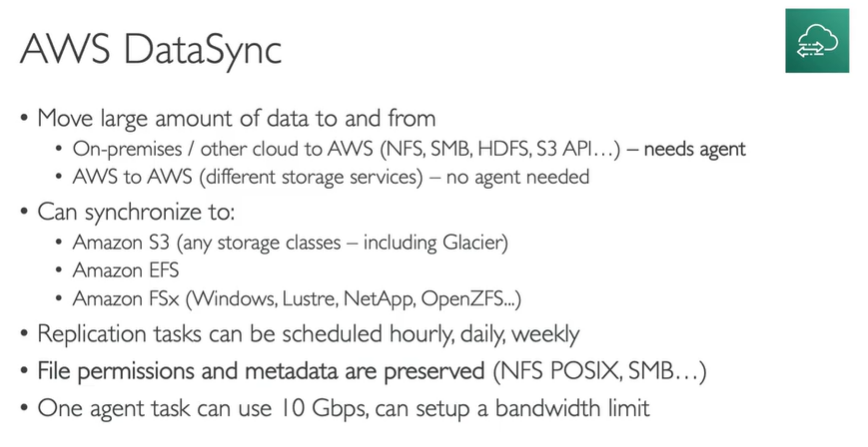 AWS DataSync
• Move large amount of data to and from
• On-premises / other cloud to AWS (NFS, SMB, HDFS, S3 API…) – needs agent
• AWS to AWS (different storage services) – no agent needed
• Can synchronize to:
• Amazon S3 (any storage classes – including Glacier)
• Amazon EFS
• Amazon FSx (Windows, Lustre, NetApp, OpenZFS...)
• Replication tasks can be scheduled hourly, daily, weekly
• File permissions and metadata are preserved (NFS POSIX, SMB…)
• One agent task can use 10 Gbps, can setup a bandwidth limit